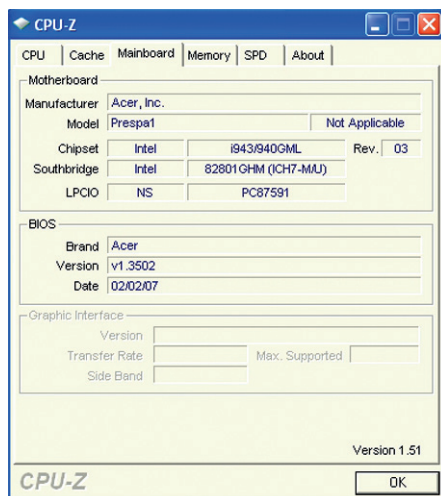 CPU-Z
CPU Cache Mainboard Memory SPD About
Motherboard
Manufacturer Acer, Inc.
Model Prespa1 Not Applicable
Chipset Intel i943/940GML Rev. 03
Southbridge Intel 82801GHM (ICH7-M/U)
LPCIO NS PC87591
BIOS
Brand Acer
Version v1.3502
Date 02/02/07
Graphic Interface
Version
Transfer Rate Max. Supported
Side Band
Version 1.51
CPU-Z OK